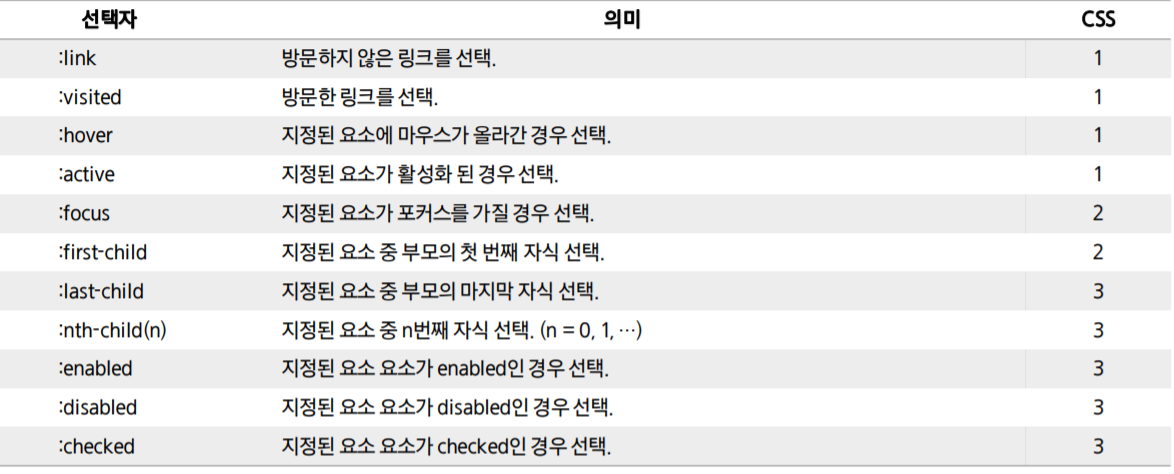 선택자 의미 CSS
:link 방문하지 않은 링크를 선택. 1
:visited 방문한 링크를 선택. 1
:hover 지정된 요소에 마우스가 올라간 경우 선택. 1
:active 지정된 요소가 활성화 된 경우 선택. 1
:focus 지정된 요소가 포커스를 가질 경우 선택. 2
:first-child 지정된 요소 중 부모의 첫 번째 자식 선택. 2
:last-child 지정된 요소 중 부모의 마지막 자식 선택. 3
:nth-child(n) 지정된 요소 중 n번째 자식 선택. (n = 0, 1, …) 3
:enabled 지정된 요소 요소가 enabled인 경우 선택. 3
:disabled 지정된 요소 요소가 disabled인 경우 선택. 3
:checked 지정된 요소 요소가 checked인 경우 선택. 3